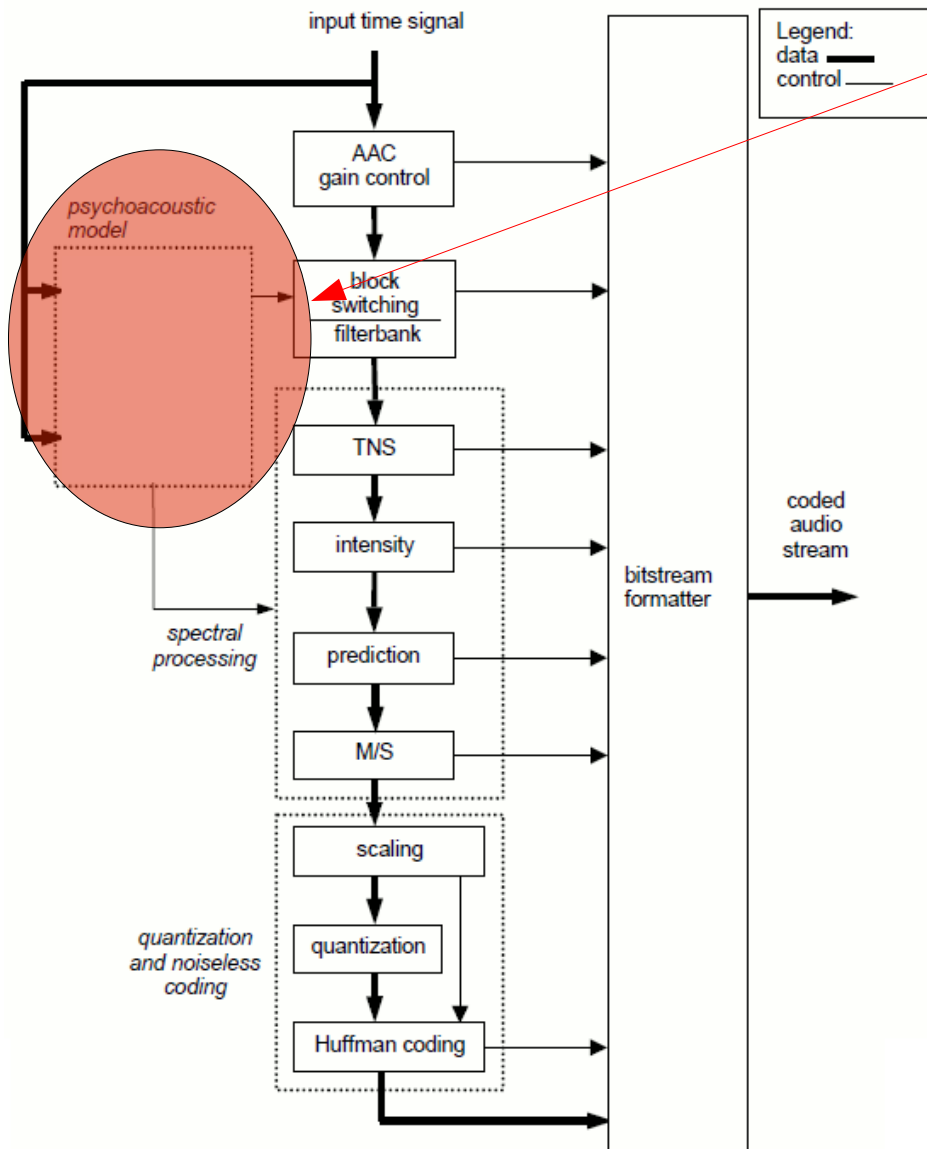 input time signal
Legend:
data
control
AAC
gain control
psychoacoustic
model
block
switching
filterbank
TNS
intensity
spectral
processing
prediction
M/S
bitstream
formatter
coded
audio
stream
scaling
quantization
and noiseless
coding
quantization
Huffman coding